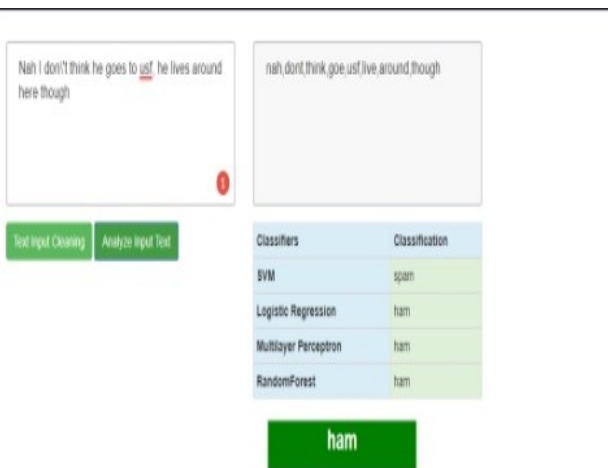 Nah I don\'t think he goes to usf, he lives around
here though
nah,dont,think,goe,usf,live,around,though
Text Input Cleaning
Analyze Input Text
Classifiers Classification
SVM spam
Logistic Regression ham
Multilayer Perceptron ham
RandomForest ham
ham